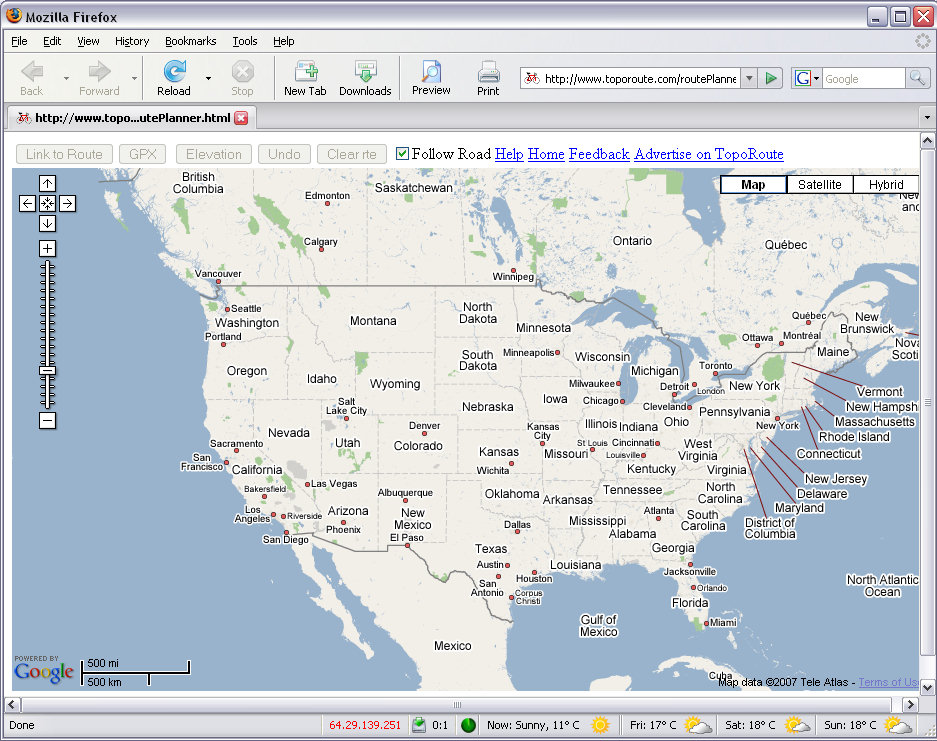 Mozilla Firefox
File Edit View History Bookmarks Tools Help
Back Forward Reload Stop New Tab Downloads Preview Print http://www.toporoute.com/routePlanne G Google
http://www.topo...utePlanner.html
Link to Route GPX Elevation Undo Clear rte Follow Road Help Home Feedback Advertise on TopoRoute
Map Satellite Hybrid
British
Columbia
Saskatchewan
Edmonton
New
and
Calgary
Ontario
Québec
Vancouver
Winnipeg
Seattle
Washington
Portland
Montana
North
Dakota
Minnesota
Québec
New
Brunswick
Ottawa
Montréal
Nova
Scoti
Maine
Oregon
Idaho
Wyoming
South
Dakota
Minneapolis
Wisconsin
Michigan
Toronto
London
Milwaukee
Detroit
New York
Vermont
Chicago
Cleveland
New Hampshi
Salt
Lake City
Nebraska
Iowa
Illinois
Indiana
Ohio
Pennsylvania
New York
Massachusetts
Rhode Island
Connecticut
Nevada
Utah
Denver
Colorado
Kansas
City
Kansas
Missouri
St Louis
Cincinnati
Louisville
West
Virginia
Sacramento
San
Francisco
California
Wichita
Kentucky
Virginia
New Jersey
Delaware
Maryland
District of
Columbia
Bakersfield
Las Vegas
Albuquerque
Oklahoma
Arkansas
Tennessee
North
Carolina
Los
Angeles
Riverside
Arizona
Phoenix
New
Mexico
El Paso
San Diego
Dallas
Mississippi
Alabama
Atlanta
South
Carolina
Georgia
Texas
Austin
San
Antonio
Houston
Corpus
Christi
Louisiana
Jacksonville
Orlando
Florida
Miami
North Atlantic
Ocean
Gulf of
Mexico
Mexico
Cuba
POWERED BY
Google
500 mi
500 km
Map data ©2007 Tele Atlas - Terms of Us
Done 64.29.139.251 0:1 Now: Sunny, 11° C Fri: 17° C Sat: 18° C Sun: 18° C